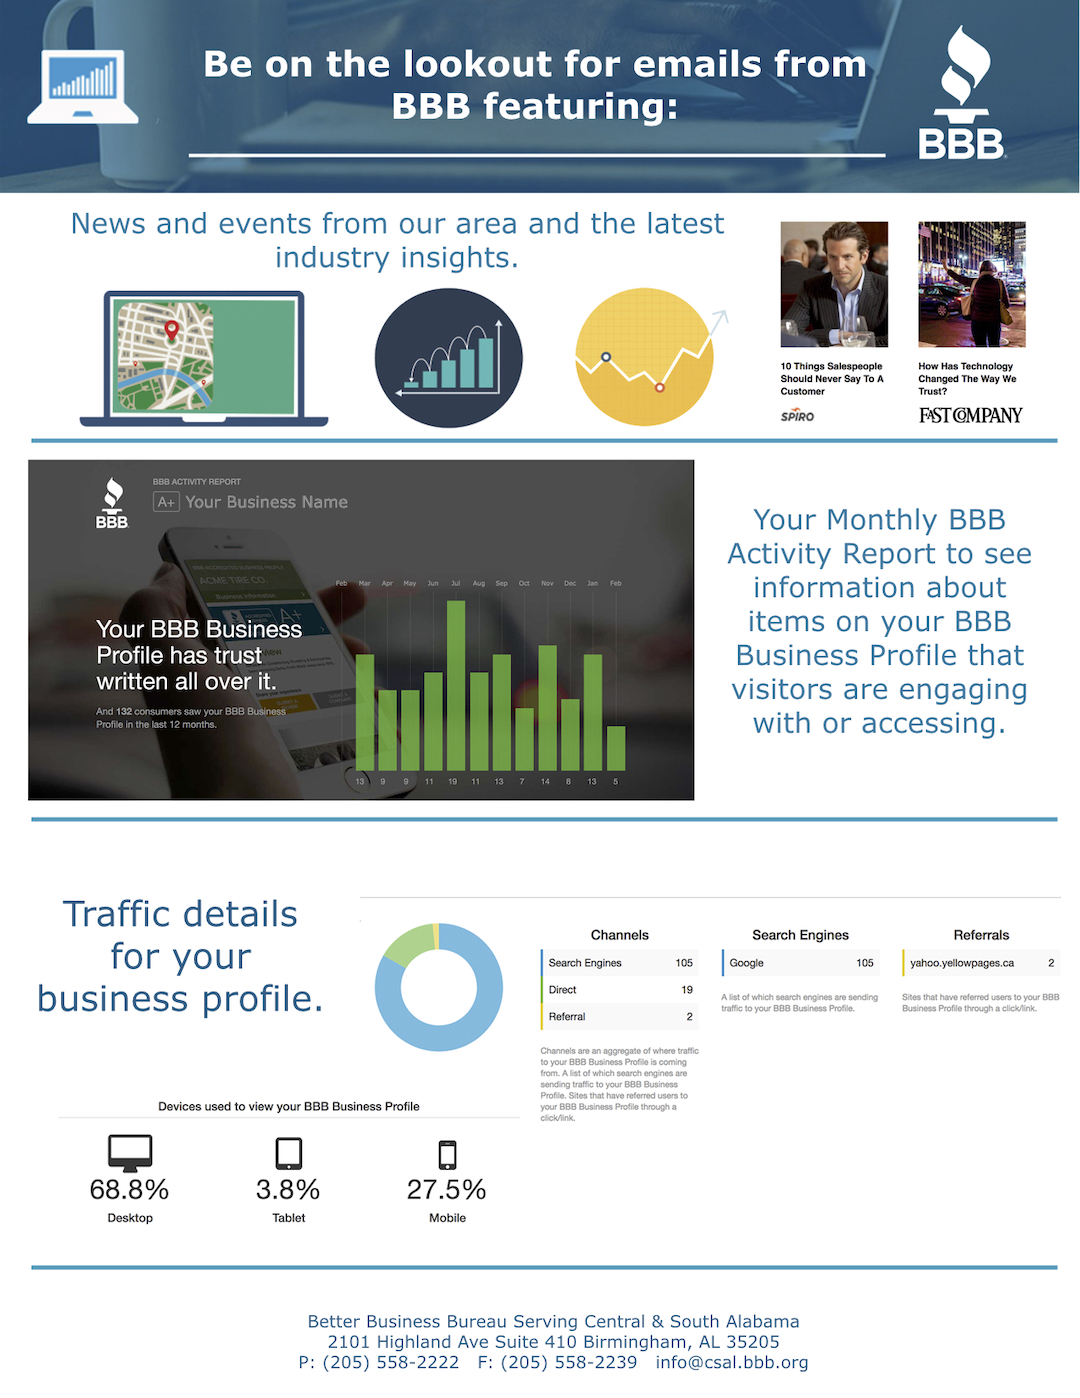 Be on the lookout for emails from
BBB featuring:
BBB
News and events from our area and the latest
industry insights.
10 Things Salespeople
Should Never Say To A
Customer
SPIRO
How Has Technology
Changed The Way We
Trust?
FAST COMPANY
BBB
BBB ACTIVITY REPORT
A+ Your Business Name
ACME TIRE CO.
Business Information
A+
Feb Mar Apr May Jun Jul Aug Sep Oct Nov Dec Jan Feb
Your BBB Business
Profile has trust
written all over it.
And 132 consumers saw your BBB Business
Profile in the last 12 months.
13 9 9 11 19 11 13 7 14 8 13 5
Your Monthly BBB
Activity Report to see
information about
items on your BBB
Business Profile that
visitors are engaging
with or accessing.
Traffic details
for your
business profile.
Channels
Search Engines 105
Direct 19
Referral 2
Channels are an aggregate of where traffic
to your BBB Business Profile is coming
from. A list of which search engines are
sending traffic to your BBB Business
Profile. Sites that have referred users to
your BBB Business Profile through a
click/link.
Search Engines
Google 105
A list of which search engines are sending
traffic to your BBB Business Profile.
Referrals
yahoo.yellowpages.ca 2
Sites that have referred users to your BBB
Business Profile through a click/link.
Devices used to view your BBB Business Profile
68.8% 3.8% 27.5%
Desktop Tablet Mobile
Better Business Bureau Serving Central & South Alabama
2101 Highland Ave Suite 410 Birmingham, AL 35205
P: (205) 558-2222 F: (205) 558-2239 info@csal.bbb.org